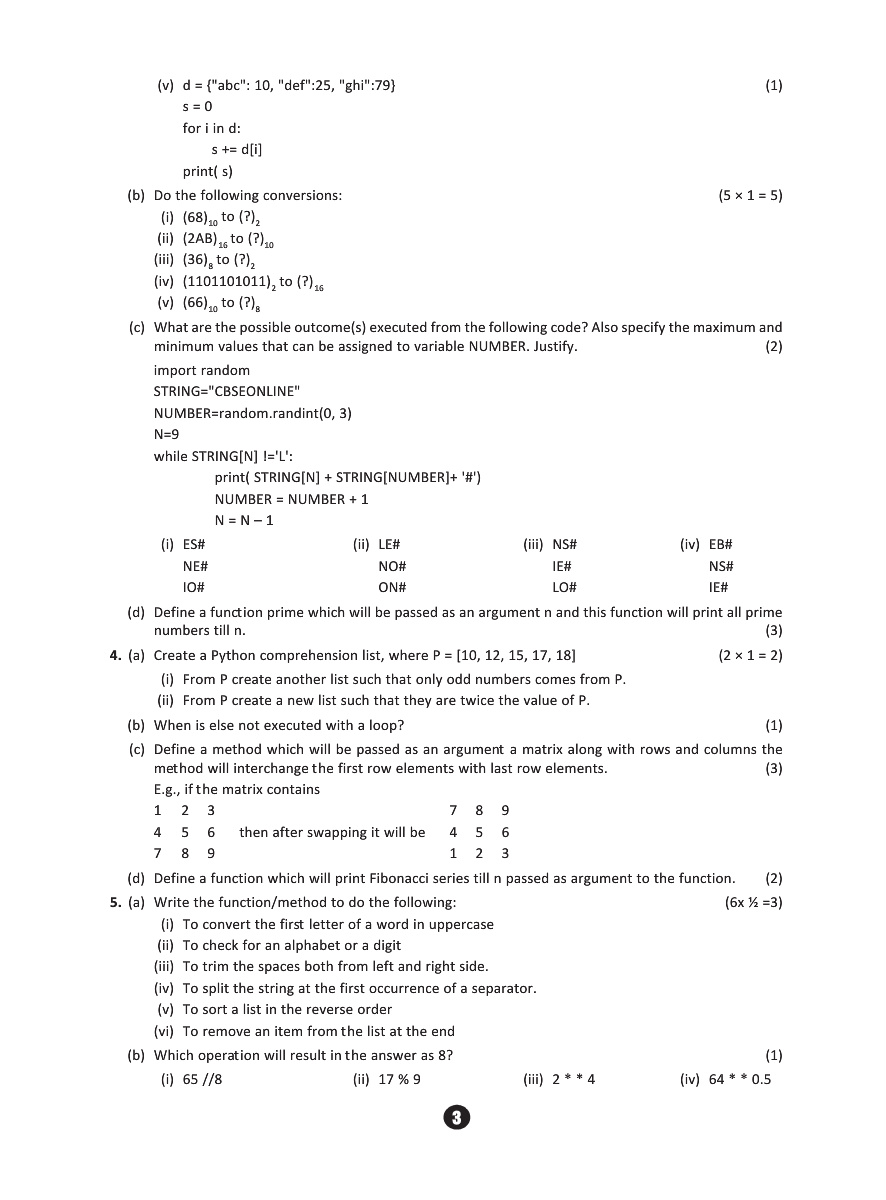 (v) d = {"abc": 10, "def":25, "ghi":79} (1)
s = 0
for i in d:
s += d[i]
print( s)
(b) Do the following conversions: (5 × 1 = 5)
(i) (68)₁₀ to (?)₂
(ii) (2AB)₁₆ to (?)₁₀
(iii) (36)₈ to (?)₂
(iv) (1101101011)₂ to (?)₁₆
(v) (66)₁₀ to (?)₈
(c) What are the possible outcome(s) executed from the following code? Also specify the maximum and
minimum values that can be assigned to variable NUMBER. Justify. (2)
import random
STRING="CBSEONLINE"
NUMBER=random.randint(0, 3)
N=9
while STRING[N] !='L':
print( STRING[N] + STRING[NUMBER]+ '#')
NUMBER = NUMBER + 1
N = N – 1
(i) ES# (ii) LE# (iii) NS# (iv) EB#
NE# NO# IE# NS#
IO# ON# LO# IE#
(d) Define a function prime which will be passed as an argument n and this function will print all prime
numbers till n. (3)
4. (a) Create a Python comprehension list, where P = [10, 12, 15, 17, 18] (2 × 1 = 2)
(i) From P create another list such that only odd numbers comes from P.
(ii) From P create a new list such that they are twice the value of P.
(b) When is else not executed with a loop? (1)
(c) Define a method which will be passed as an argument a matrix along with rows and columns the
method will interchange the first row elements with last row elements. (3)
E.g., if the matrix contains
1 2 3 7 8 9
4 5 6 then after swapping it will be 4 5 6
7 8 9 1 2 3
(d) Define a function which will print Fibonacci series till n passed as argument to the function. (2)
5. (a) Write the function/method to do the following: (6x ½ =3)
(i) To convert the first letter of a word in uppercase
(ii) To check for an alphabet or a digit
(iii) To trim the spaces both from left and right side.
(iv) To split the string at the first occurrence of a separator.
(v) To sort a list in the reverse order
(vi) To remove an item from the list at the end
(b) Which operation will result in the answer as 8? (1)
(i) 65 //8 (ii) 17 % 9 (iii) 2 * * 4 (iv) 64 * * 0.5
3